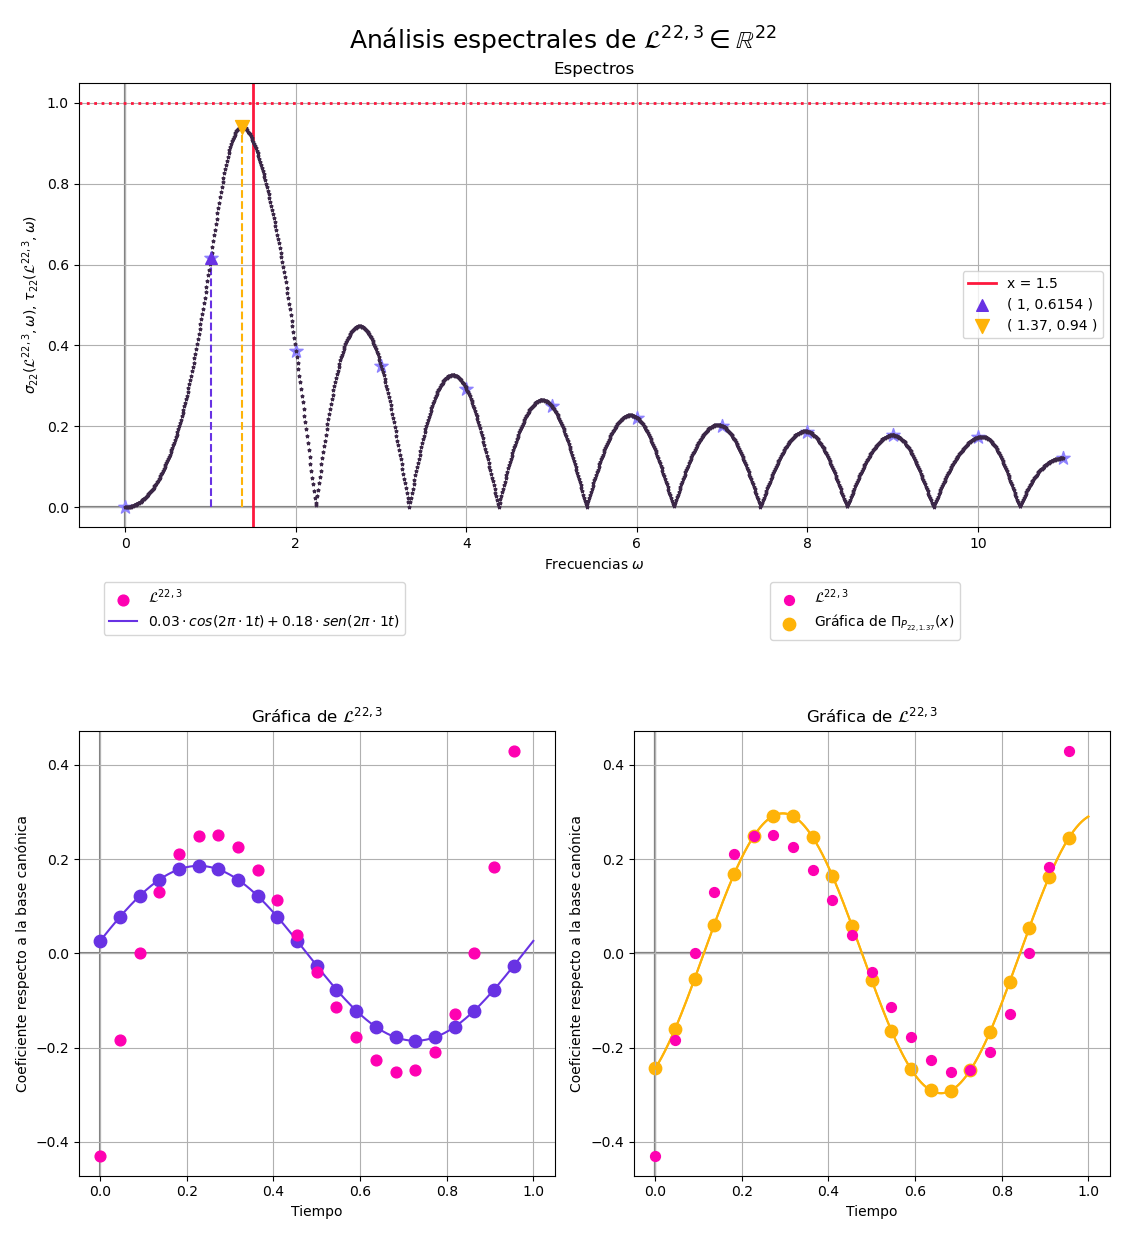 Análisis espectrales de 𝓛^{22,3} ∈ ℝ^{22}
Espectros
σ_{22}(𝓛^{22,3}, ω), τ_{22}(𝓛^{22,3}, ω)
1.0
0.8
0.6
0.4
0.2
0.0
x = 1.5
( 1, 0.6154 )
( 1.37, 0.94 )
0 2 4 6 8 10
Frecuencias ω
𝓛^{22,3}
0.03 · cos(2π · 1t) + 0.18 · sen(2π · 1t)
𝓛^{22,3}
Gráfica de Π_{P_{22,1.37}}(x)
Gráfica de 𝓛^{22,3}
Coeficiente respecto a la base canónica
0.4
0.2
0.0
−0.2
−0.4
0.0 0.2 0.4 0.6 0.8 1.0
Tiempo
Gráfica de 𝓛^{22,3}
Coeficiente respecto a la base canónica
0.4
0.2
0.0
−0.2
−0.4
0.0 0.2 0.4 0.6 0.8 1.0
Tiempo